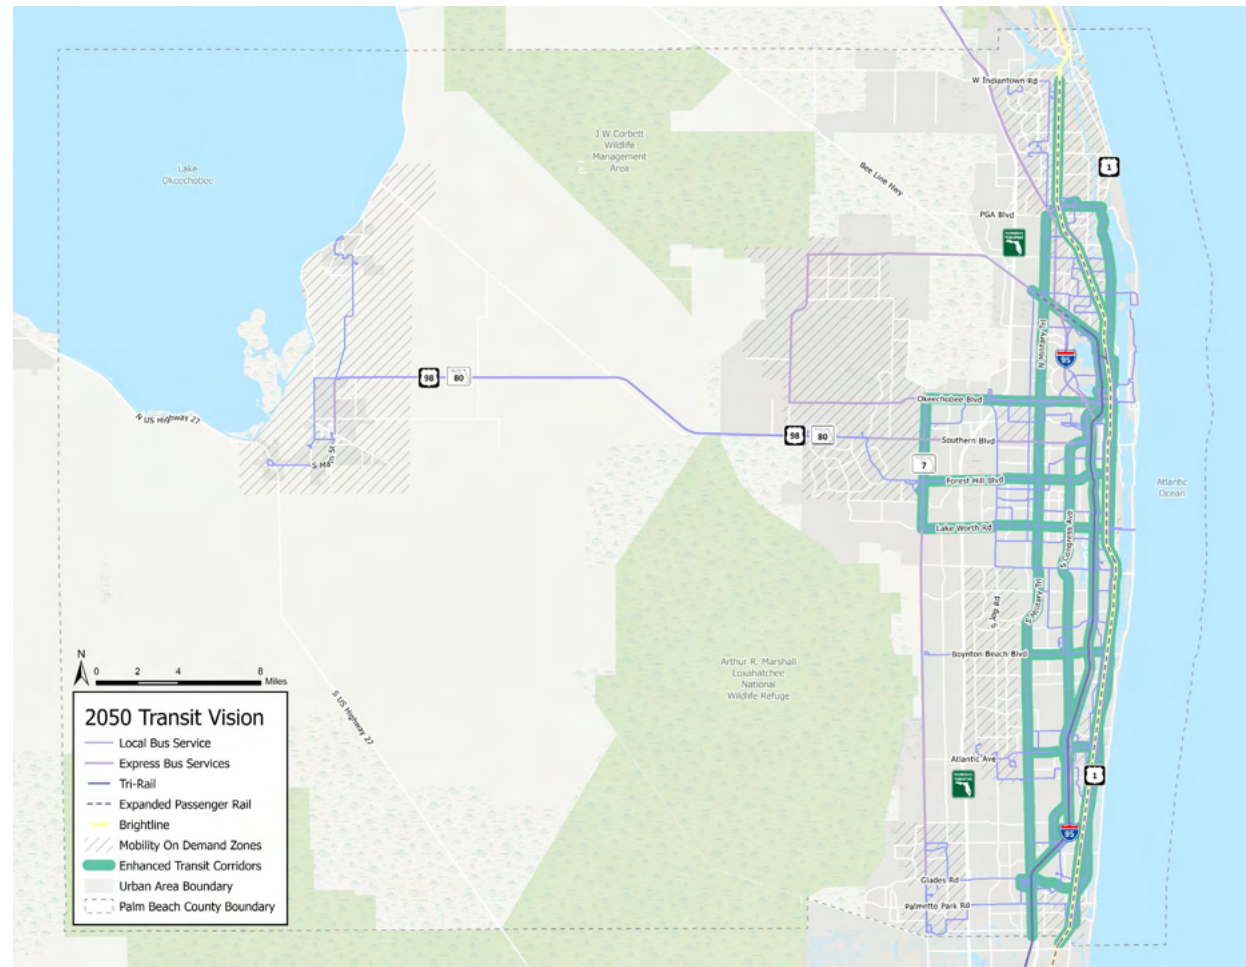 W Indiantown Rd
J W Corbett
Wildlife
Management
Area
Lake
Okeechobee
1
Bee Line Hwy
PGA Blvd
N Military Trl
95
98
80
Okeechobee Blvd
N US Highway 27
98
80
Southern Blvd
S Main St
7
Forest Hill Blvd
Atlantic
Ocean
Lake Worth Rd
S Congress Ave
S Military Trl
S Jog Rd
Boynton Beach Blvd
Arthur R. Marshall
Loxahatchee
National
Wildlife Refuge
S US Highway 27
Atlantic Ave
1
95
Glades Rd
Palmetto Park Rd
N
0 2 4 8
Miles
2050 Transit Vision
Local Bus Service
Express Bus Services
Tri-Rail
Expanded Passenger Rail
Brightline
Mobility On Demand Zones
Enhanced Transit Corridors
Urban Area Boundary
Palm Beach County Boundary